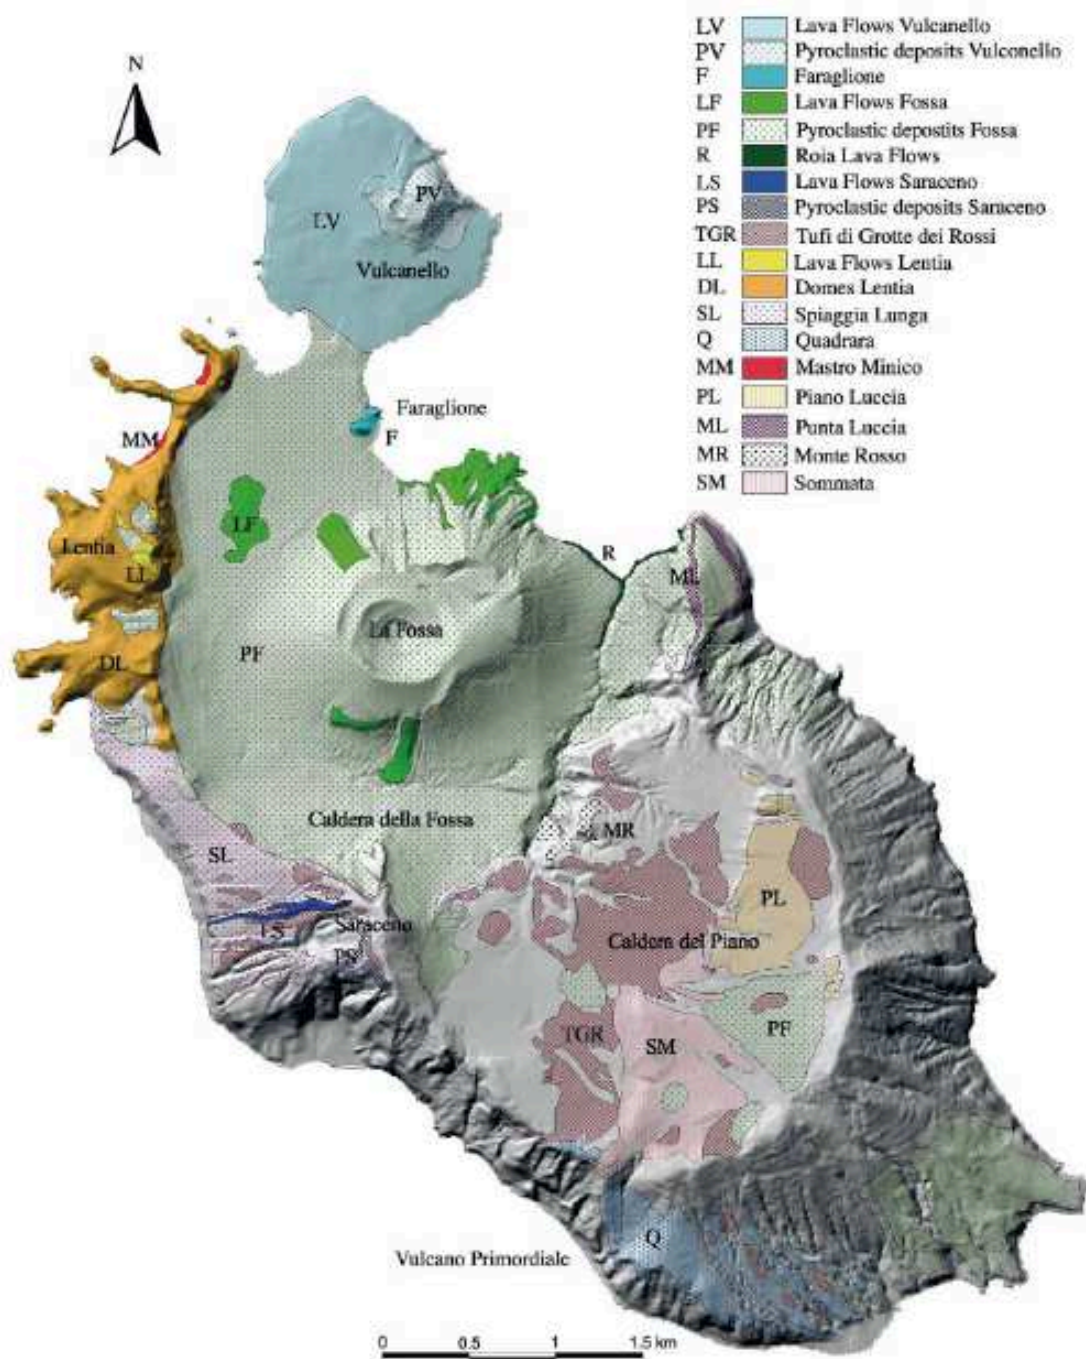 LV Lava Flows Vulcanello
PV Pyroclastic deposits Vulconello
F Faraglione
LF Lava Flows Fossa
PF Pyroclastic depostits Fossa
R Roia Lava Flows
LS Lava Flows Saraceno
PS Pyroclastic deposits Saraceno
TGR Tufi di Grotte dei Rossi
LL Lava Flows Lentia
DL Domes Lentia
SL Spiaggia Lunga
Q Quadrara
MM Mastro Minico
PL Piano Luccia
ML Punta Luccia
MR Monte Rosso
SM Sommata
N
PV
LV
Vulcanello
Faraglione
F
MM
LF
Lentia
LL
R
ML
La Fossa
PF
DL
Caldera della Fossa
MR
SL
PL
LS
Saraceno
Caldera del Piano
PS
TGR
SM
PF
Q
Vulcano Primordiale
0 0.5 1 1.5 km